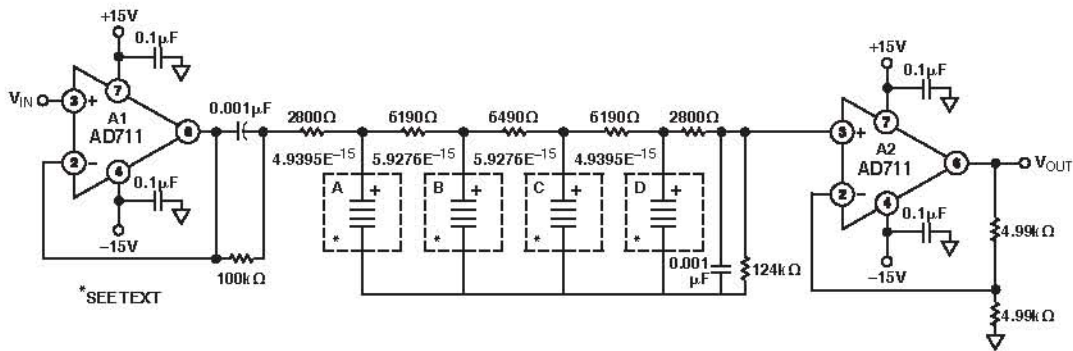 +15V
0.1µF
7
VIN
3
+
A1
AD711
6
2
−
4
0.1µF
−15V
0.001µF
100kΩ
*SEE TEXT
2800Ω
6190Ω
6490Ω
6190Ω
2800Ω
4.9395E−15
5.9276E−15
5.9276E−15
4.9395E−15
A
+
*
B
+
*
C
+
*
D
+
*
0.001
µF
124kΩ
+15V
0.1µF
7
3
+
A2
AD711
6
VOUT
2
−
4
0.1µF
−15V
4.99kΩ
4.99kΩ